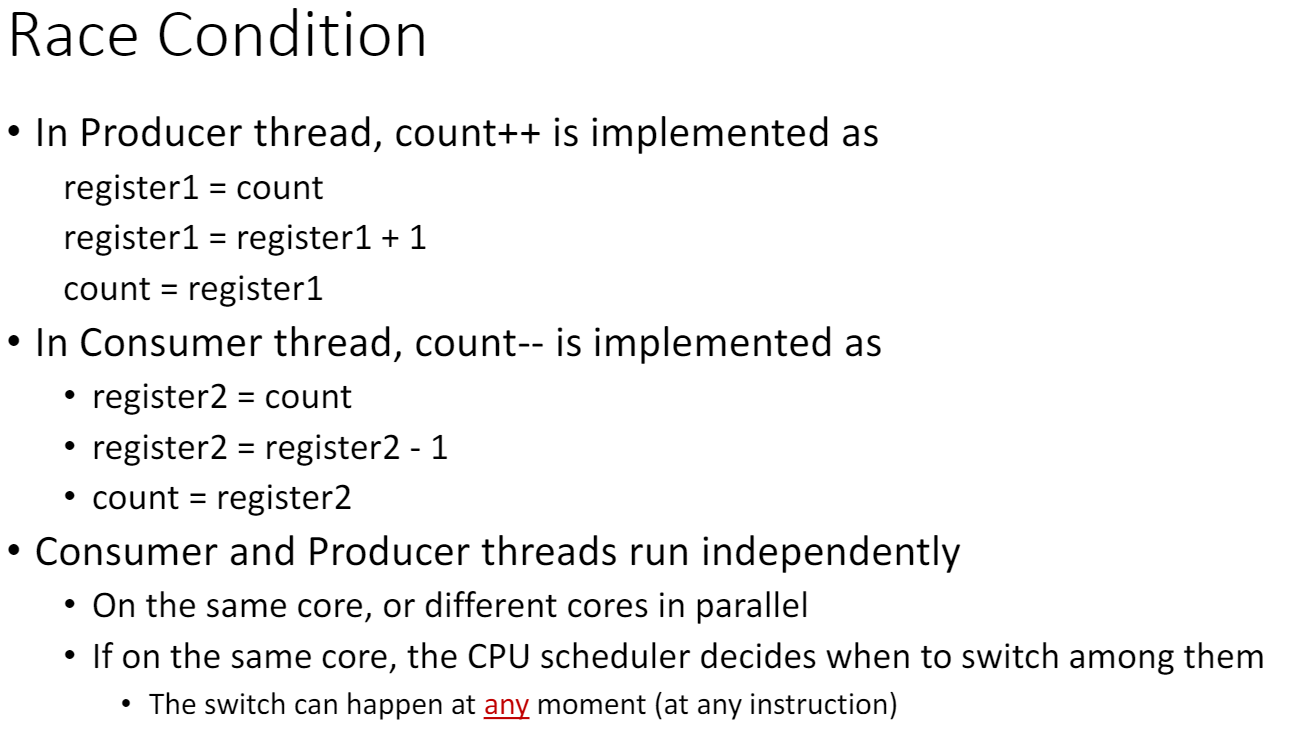 Race Condition
• In Producer thread, count++ is implemented as
register1 = count
register1 = register1 + 1
count = register1
• In Consumer thread, count-- is implemented as
• register2 = count
• register2 = register2 - 1
• count = register2
• Consumer and Producer threads run independently
• On the same core, or different cores in parallel
• If on the same core, the CPU scheduler decides when to switch among them
• The switch can happen at any moment (at any instruction)